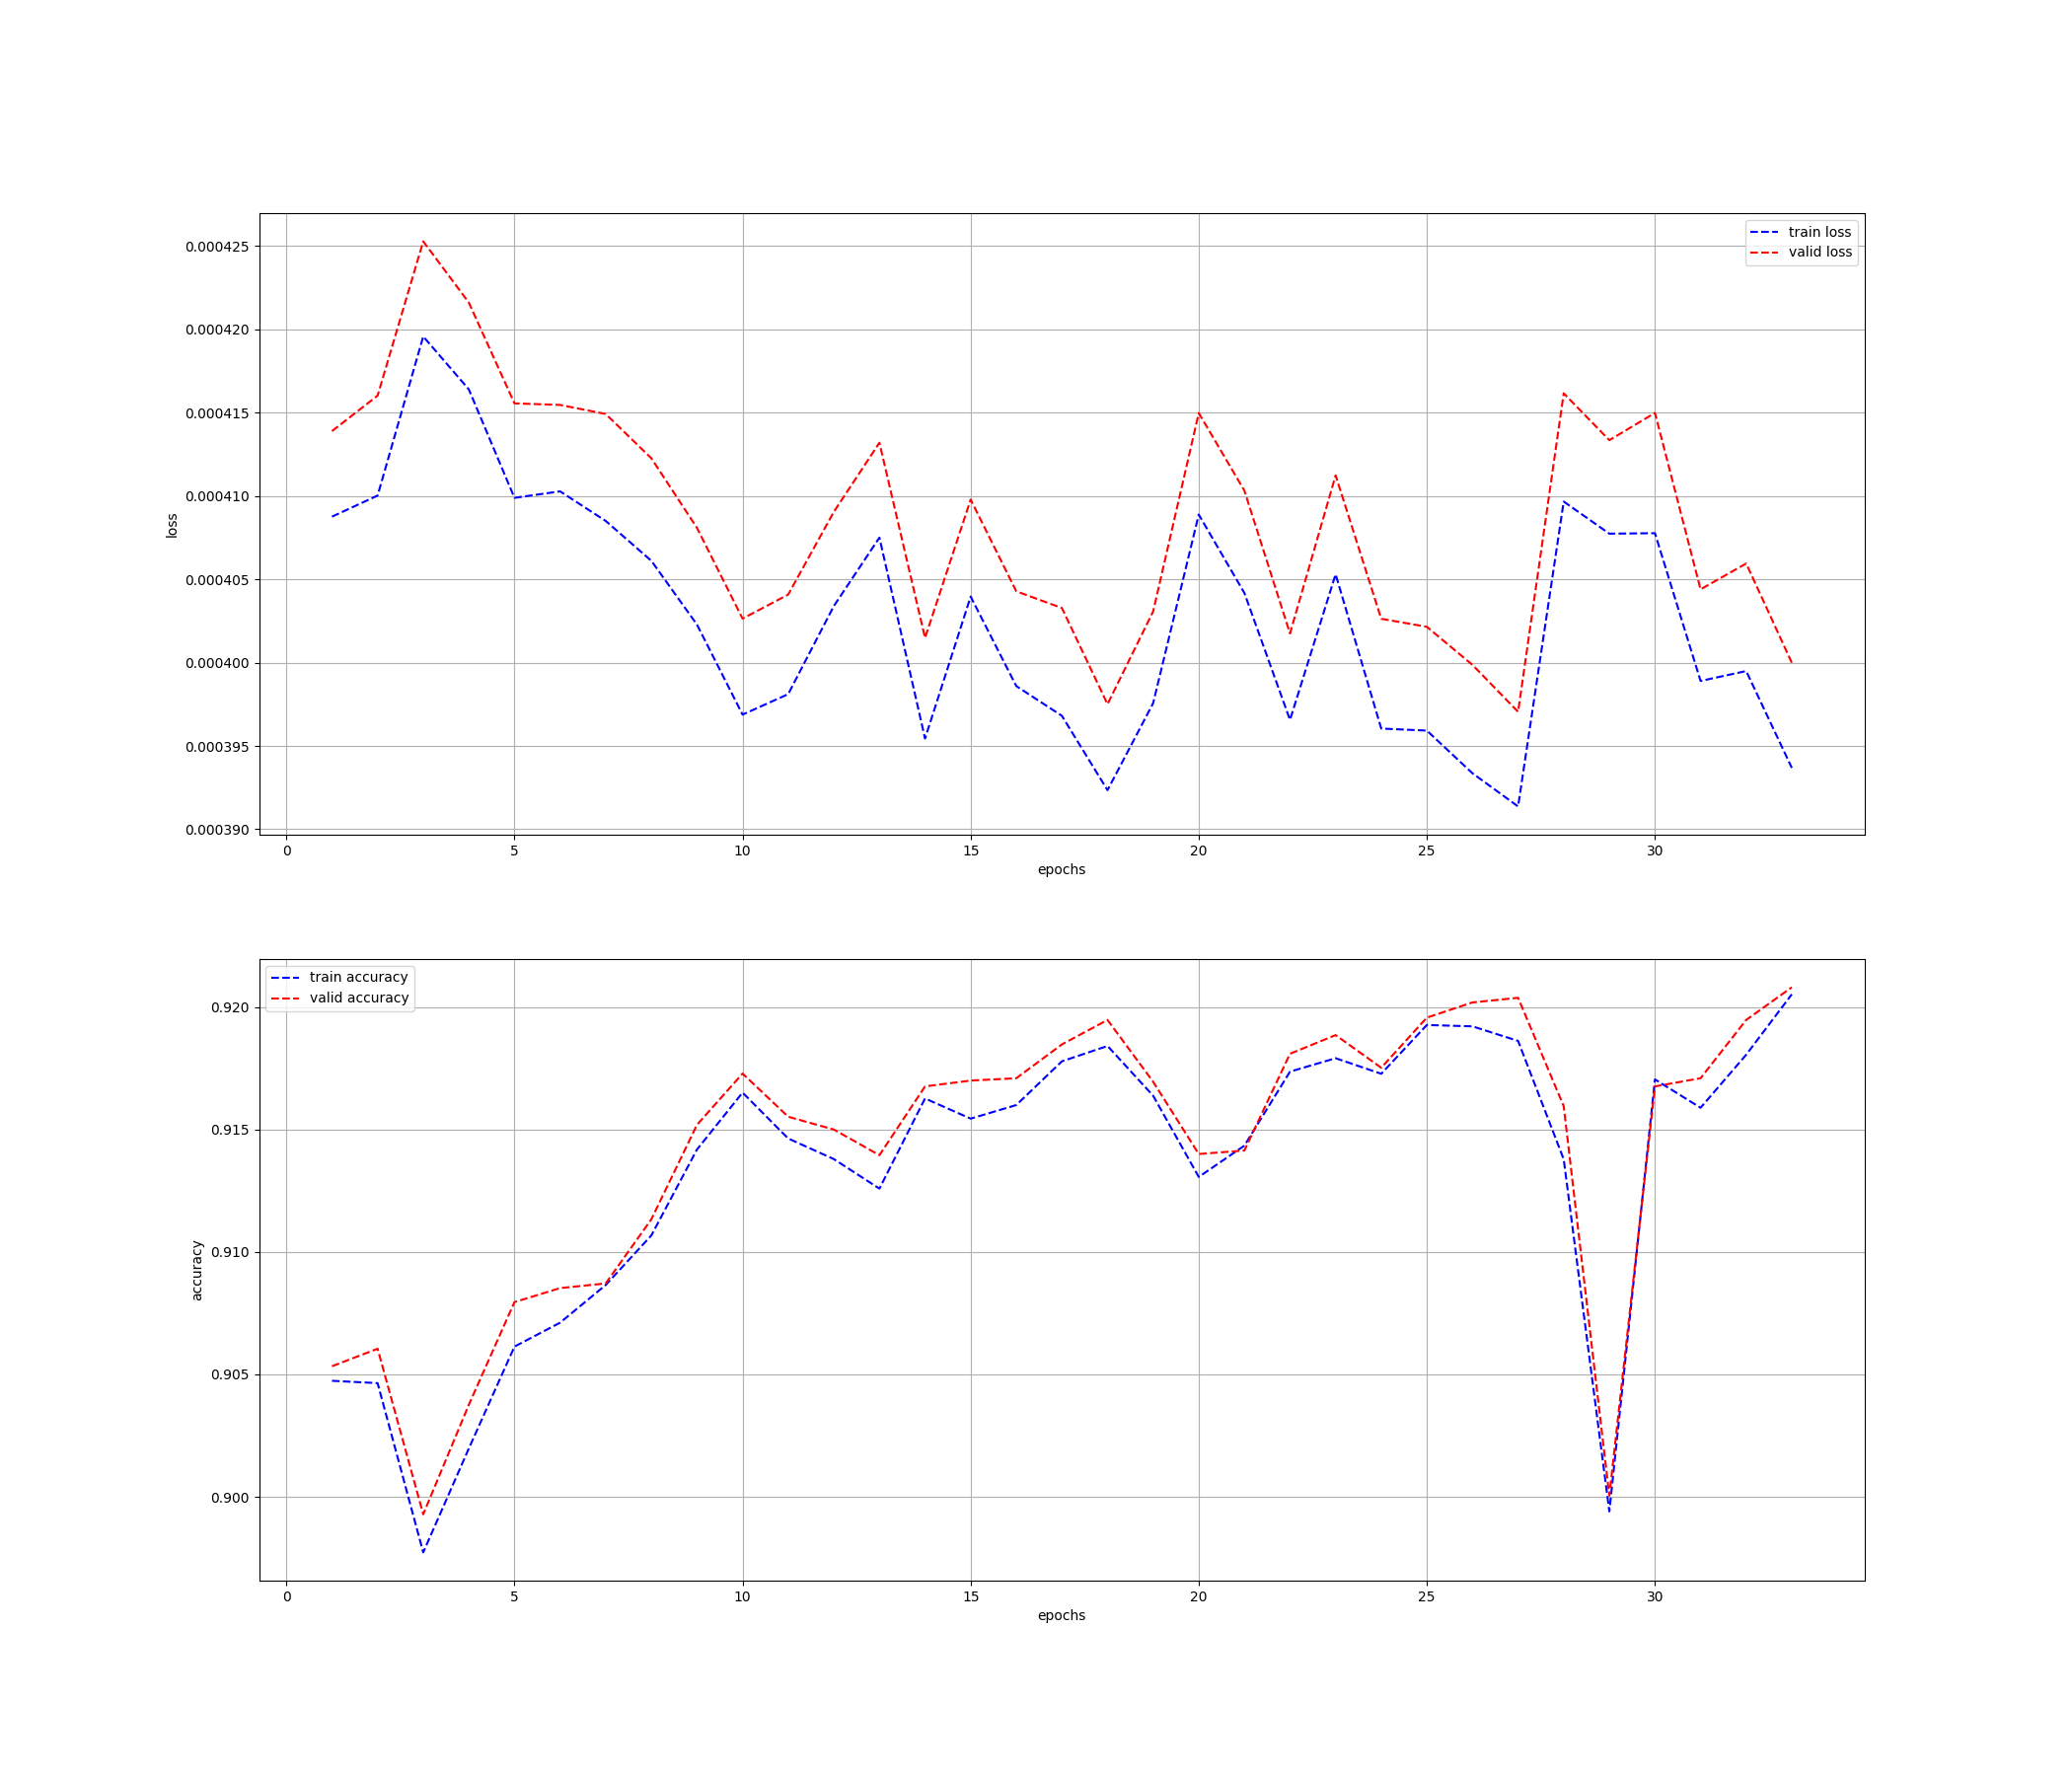 train loss
valid loss
0.000425
0.000420
0.000415
0.000410
0.000405
0.000400
0.000395
0.000390
loss
0 5 10 15 20 25 30
epochs
train accuracy
valid accuracy
0.920
0.915
0.910
0.905
0.900
accuracy
0 5 10 15 20 25 30
epochs